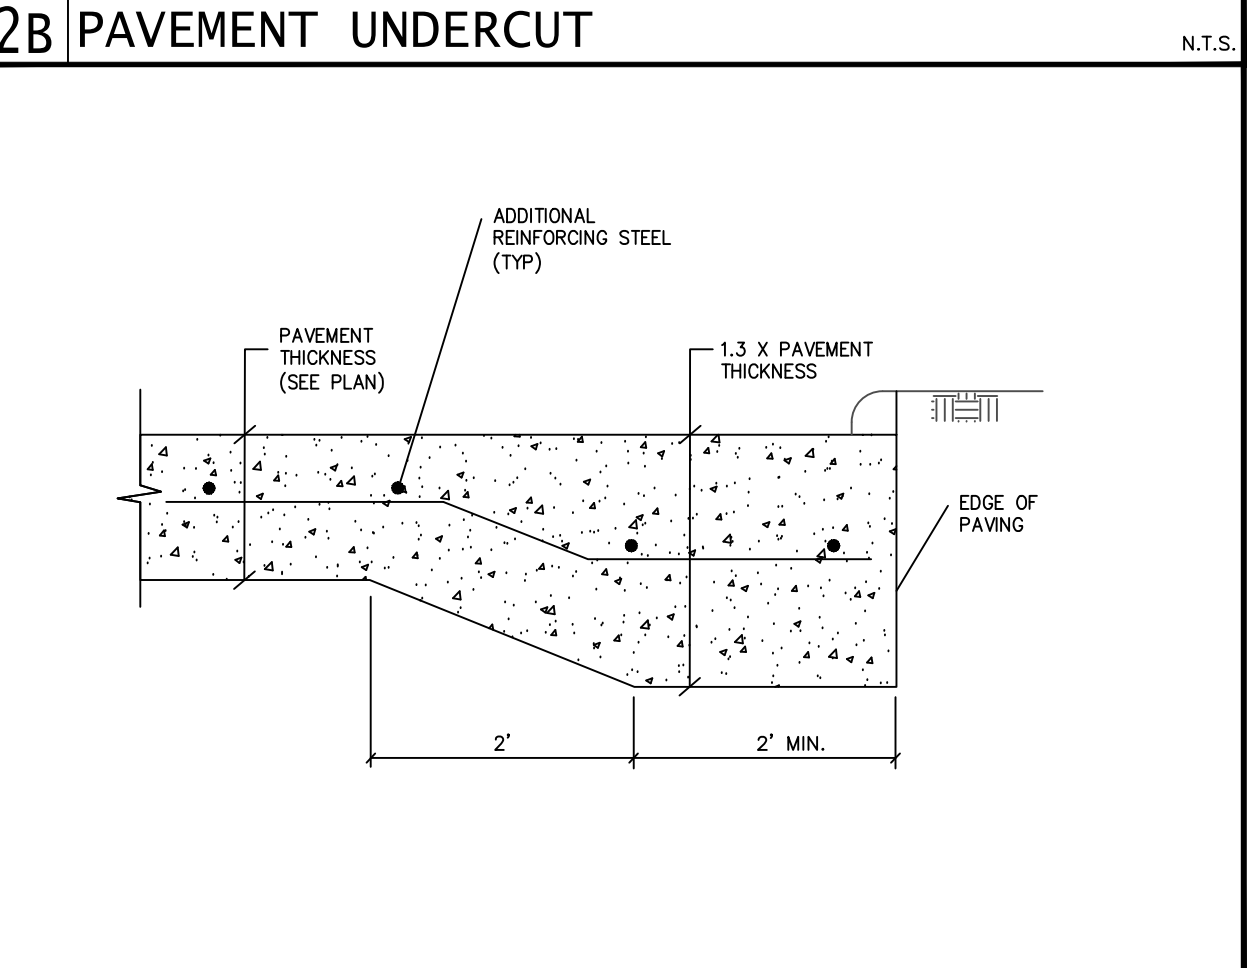 2B PAVEMENT UNDERCUT
N.T.S.
ADDITIONAL
REINFORCING STEEL
(TYP)
PAVEMENT
THICKNESS
(SEE PLAN)
1.3 X PAVEMENT
THICKNESS
EDGE OF
PAVING
2'
2' MIN.